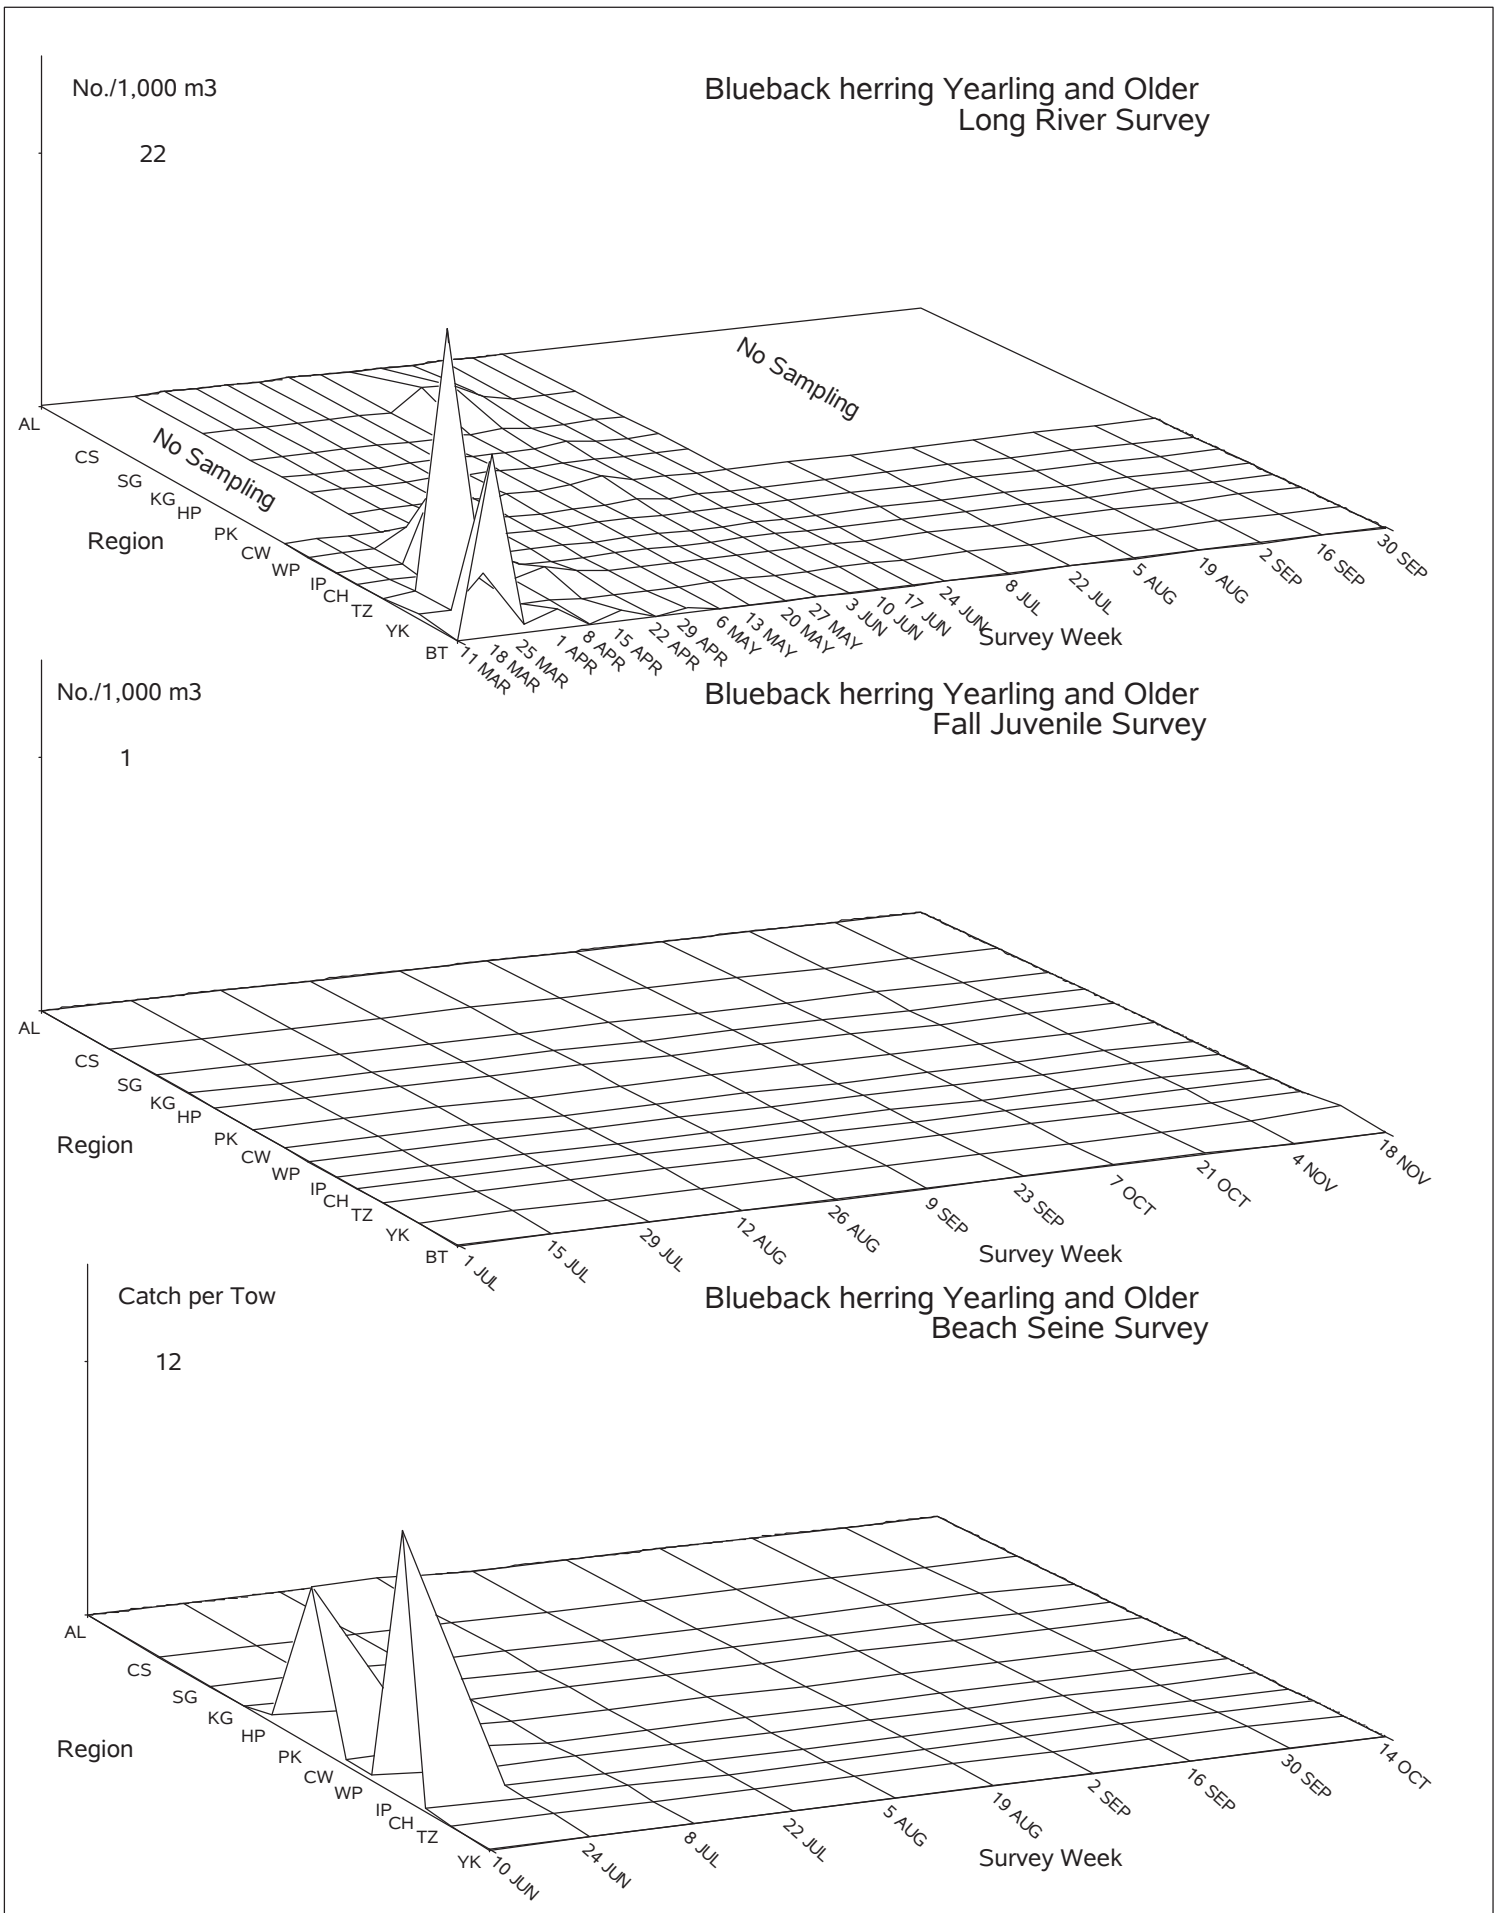 No./1,000 m3
Blueback herring Yearling and Older
Long River Survey
22
No Sampling
No Sampling
AL
CS
SG
KG
HP
PK
CW
WP
IP
CH
TZ
YK
BT
Region
11 MAR
18 MAR
25 MAR
1 APR
8 APR
15 APR
22 APR
29 APR
6 MAY
13 MAY
20 MAY
27 MAY
3 JUN
10 JUN
17 JUN
24 JUN
8 JUL
22 JUL
5 AUG
19 AUG
2 SEP
16 SEP
30 SEP
Survey Week
No./1,000 m3
Blueback herring Yearling and Older
Fall Juvenile Survey
1
AL
CS
SG
KG
HP
PK
CW
WP
IP
CH
TZ
YK
BT
Region
1 JUL
15 JUL
29 JUL
12 AUG
26 AUG
9 SEP
23 SEP
7 OCT
21 OCT
4 NOV
18 NOV
Survey Week
Catch per Tow
Blueback herring Yearling and Older
Beach Seine Survey
12
AL
CS
SG
KG
HP
PK
CW
WP
IP
CH
TZ
YK
Region
10 JUN
24 JUN
8 JUL
22 JUL
5 AUG
19 AUG
2 SEP
16 SEP
30 SEP
14 OCT
Survey Week